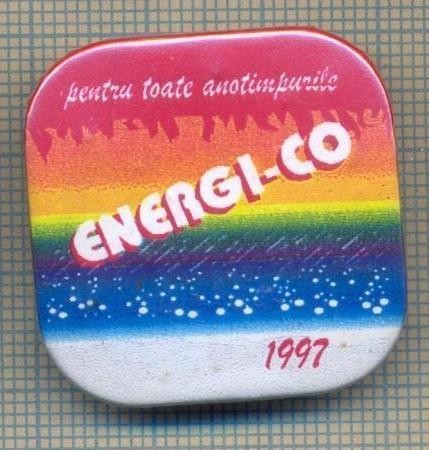 pentru toate anotimpurile
ENERGI-CO
1997